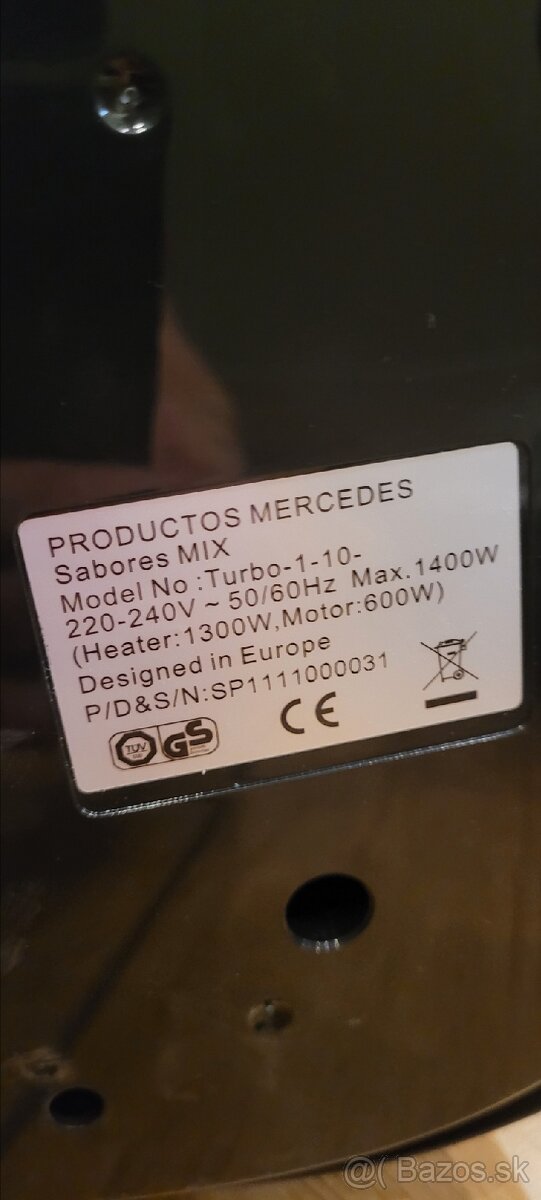 PRODUCTOS MERCEDES
Sabores MIX
Model No :Turbo-1-10-
220-240V ~ 50/60Hz Max.1400W
(Heater:1300W,Motor:600W)
Designed in Europe
P/D&S/N:SP1111000031
TUV GS CE
@( Bazos.sk